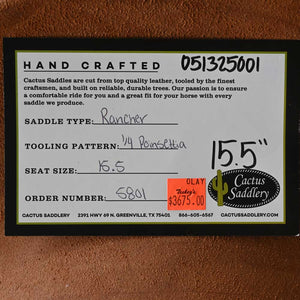 HAND CRAFTED 051325001
Cactus Saddles are cut from top quality leather, tooled by the finest
craftsmen, and built on reliable, durable trees. Our passion is to ensure
a comfortable ride for you and a great fit for your horse with every
saddle we produce.
SADDLE TYPE: Rancher
TOOLING PATTERN: 1/4 Poinsettia
SEAT SIZE: 15.5
15.5"
ORDER NUMBER: 5801
OLAY
Today's
$3675.00
Cactus
Saddlery
CACTUS SADDLERY 2391 HWY 69 N. GREENVILLE, TX 75401 866-605-6567 CACTUSSADDLERY.COM